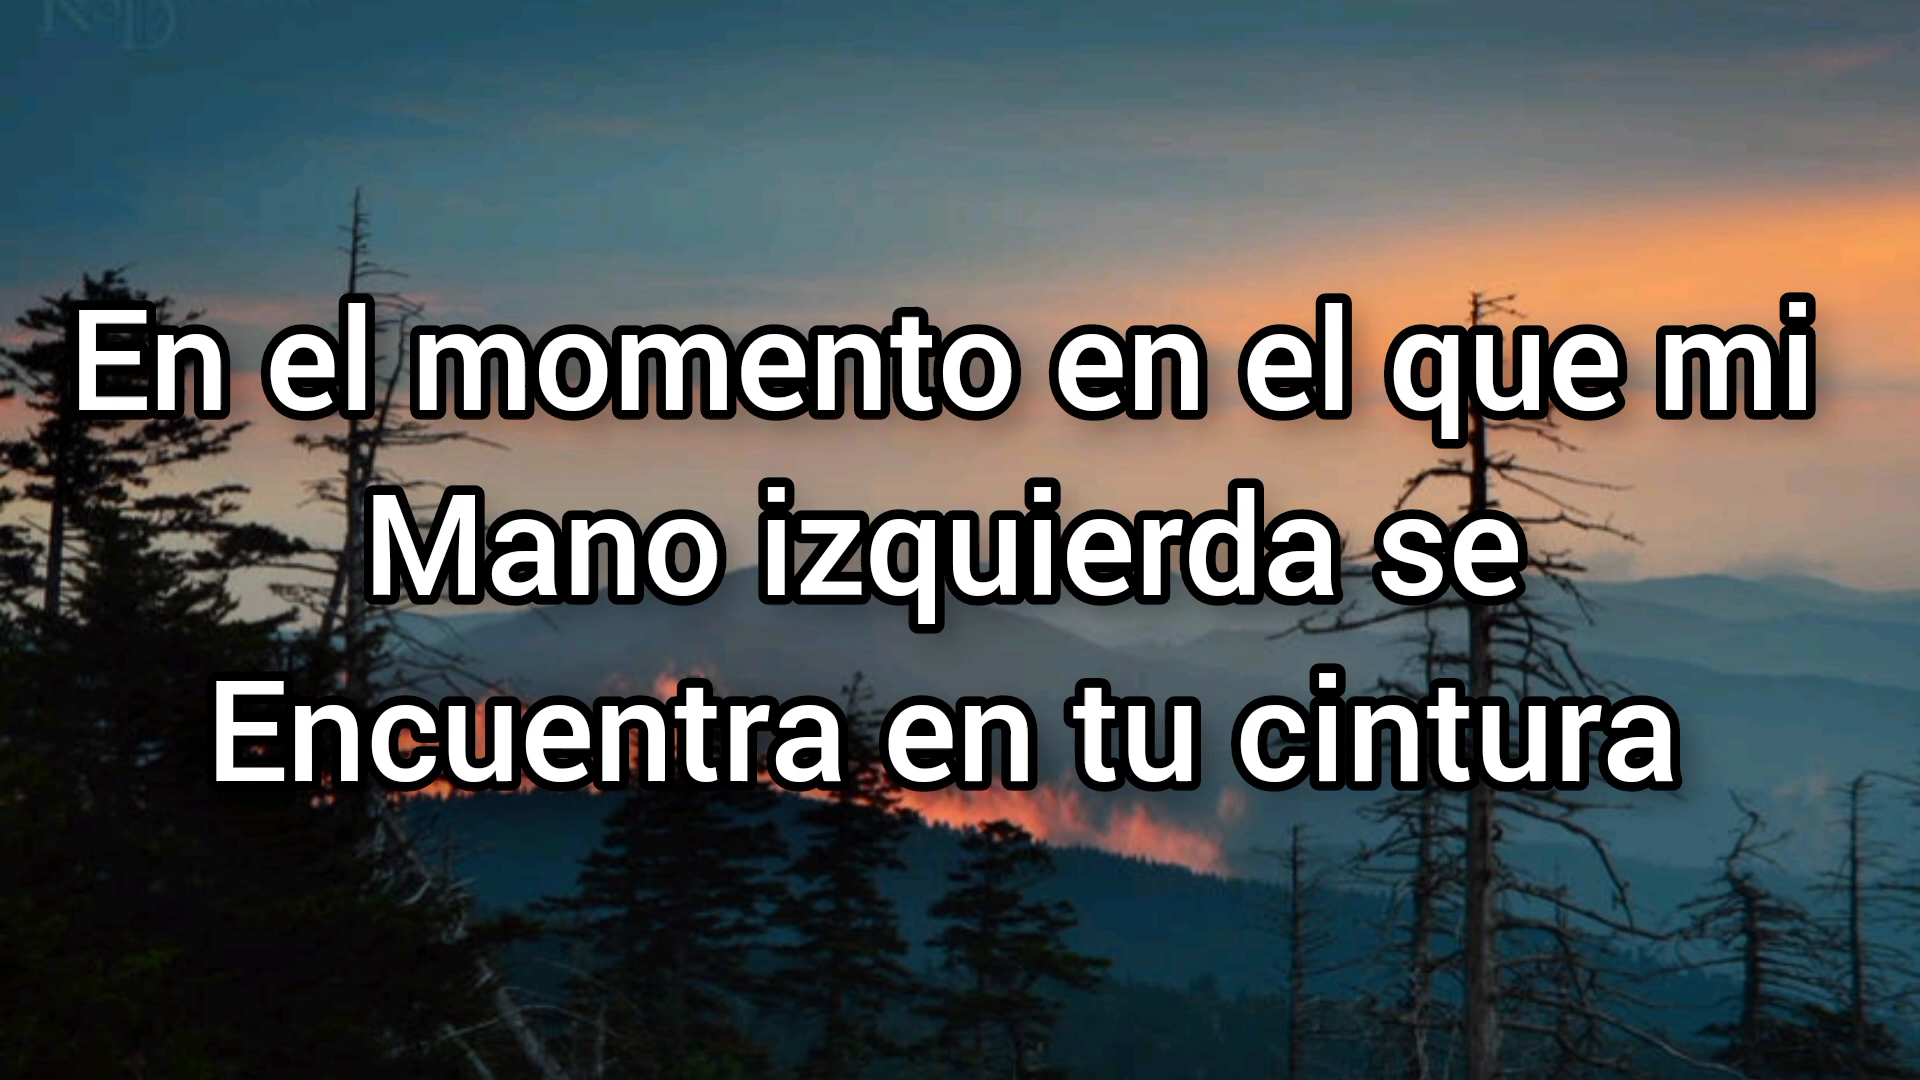 En el momento en el que mi
Mano izquierda se
Encuentra en tu cintura